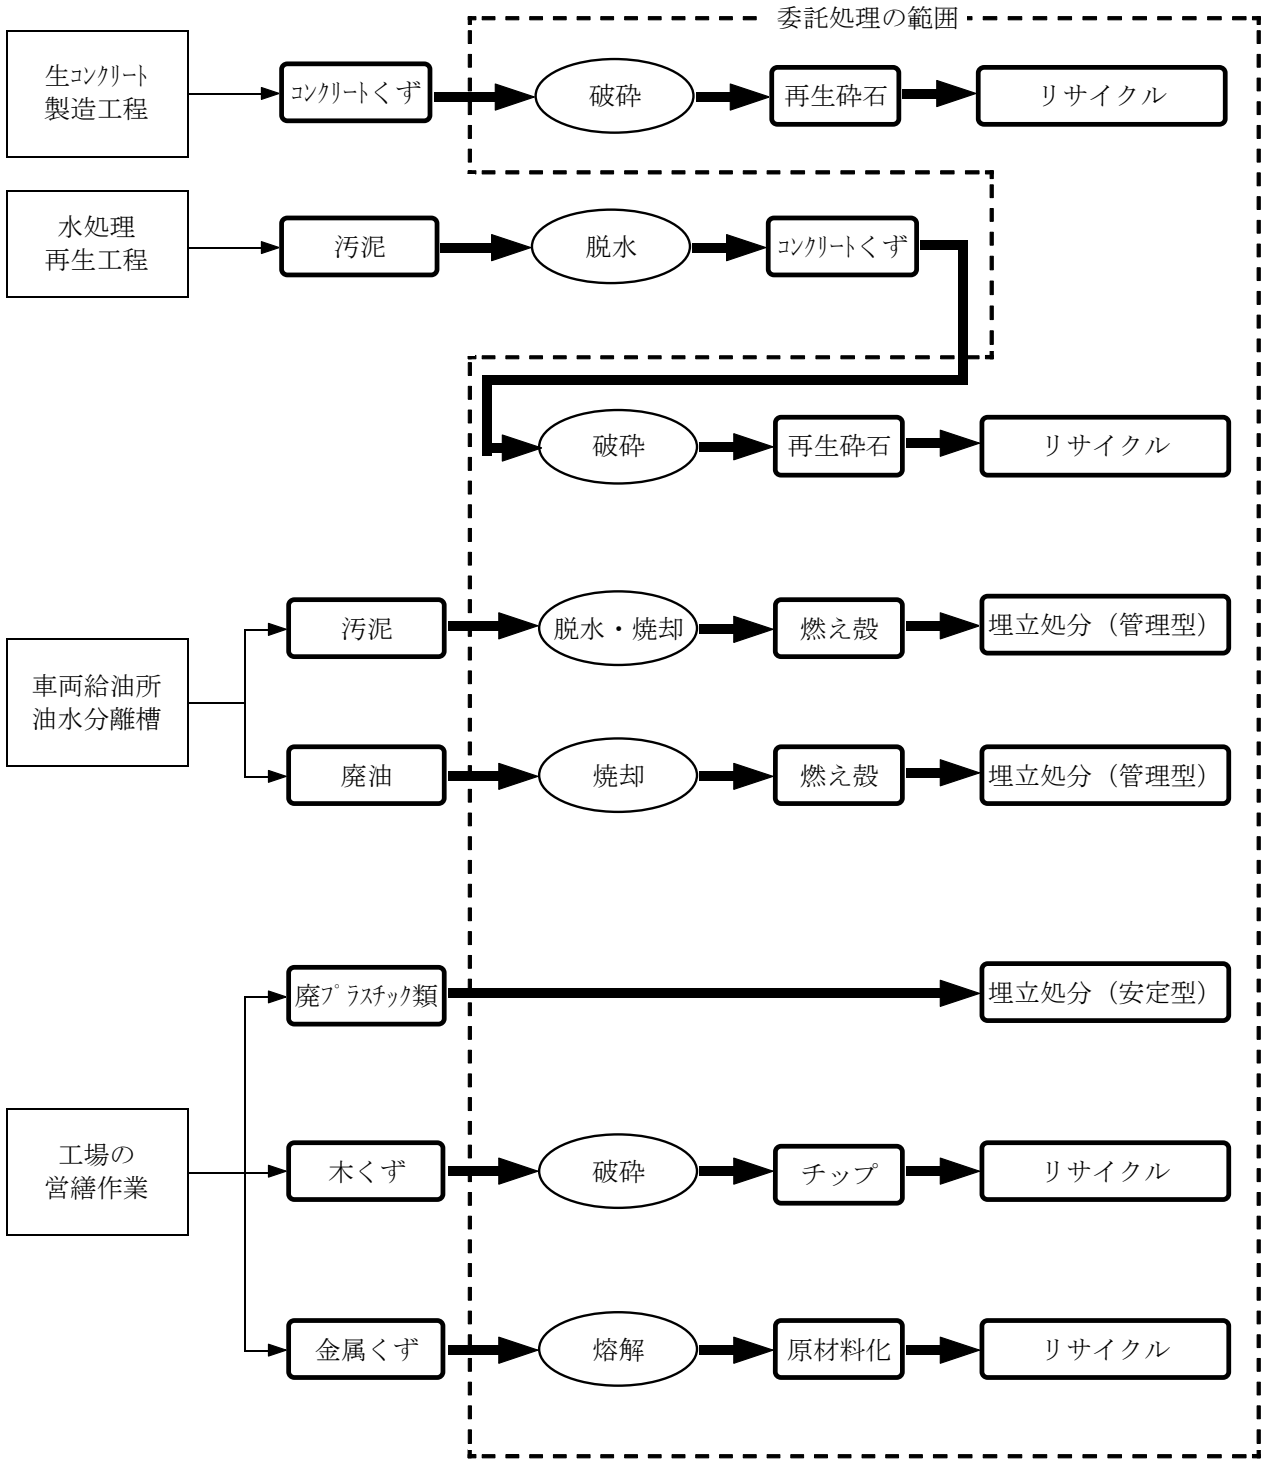 委託処理の範囲
生ｺﾝｸﾘｰﾄ
製造工程
ｺﾝｸﾘｰﾄくず
破砕
再生砕石
リサイクル
水処理
再生工程
汚泥
脱水
ｺﾝｸﾘｰﾄくず
破砕
再生砕石
リサイクル
車両給油所
油水分離槽
汚泥
脱水・焼却
燃え殻
埋立処分（管理型）
廃油
焼却
燃え殻
埋立処分（管理型）
工場の
営繕作業
廃ﾌﾟﾗｽﾁｯｸ類
埋立処分（安定型）
木くず
破砕
チップ
リサイクル
金属くず
熔解
原材料化
リサイクル